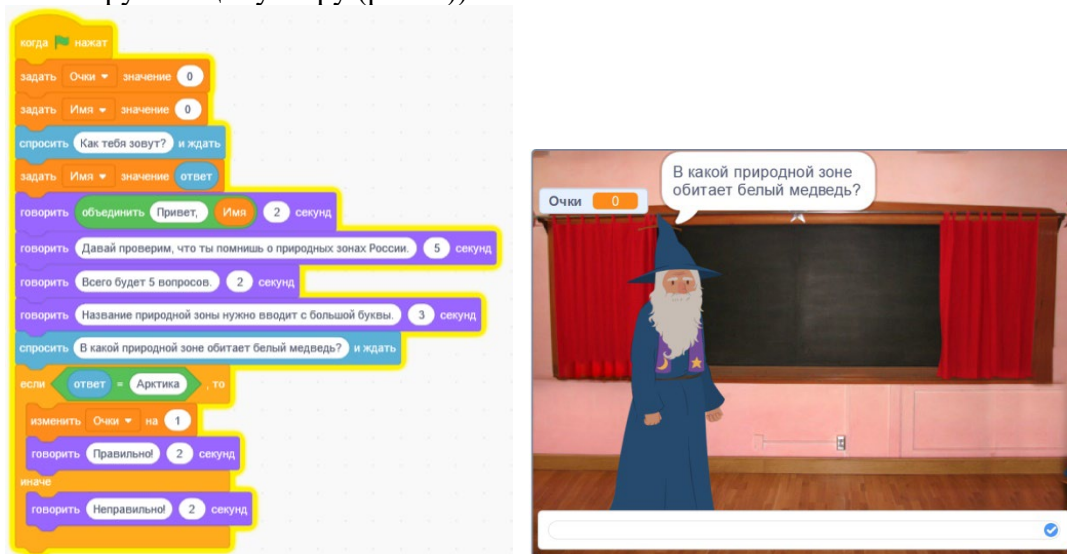 когда нажат
задать Очки значение 0
задать Имя значение 0
спросить Как тебя зовут? и ждать
задать Имя значение ответ
говорить объединить Привет, Имя 2 секунд
говорить Давай проверим, что ты помнишь о природных зонах России. 5 секунд
говорить Всего будет 5 вопросов. 2 секунд
говорить Название природной зоны нужно вводит с большой буквы. 3 секунд
спросить В какой природной зоне обитает белый медведь? и ждать
если ответ = Арктика , то
изменить Очки на 1
говорить Правильно! 2 секунд
иначе
говорить Неправильно! 2 секунд
В какой природной зоне
обитает белый медведь?
Очки 0